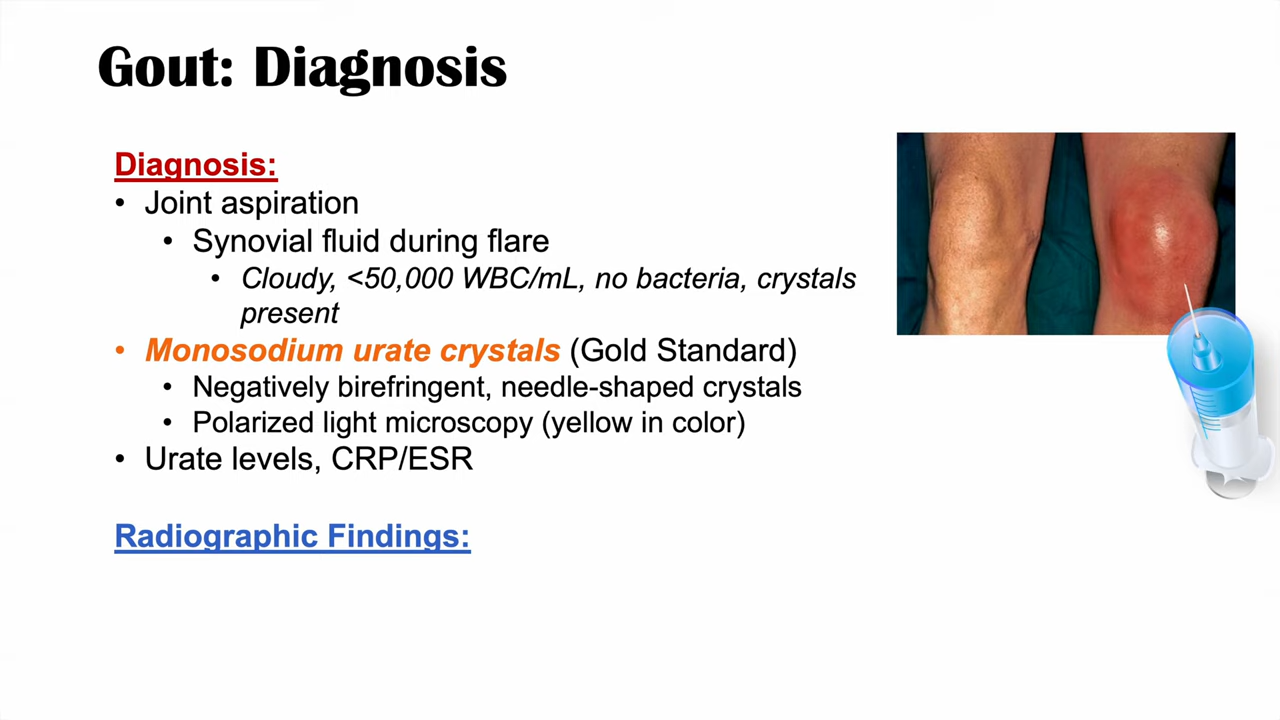 Gout: Diagnosis
Diagnosis:
• Joint aspiration
• Synovial fluid during flare
• Cloudy, <50,000 WBC/mL, no bacteria, crystals
present
• Monosodium urate crystals (Gold Standard)
• Negatively birefringent, needle-shaped crystals
• Polarized light microscopy (yellow in color)
• Urate levels, CRP/ESR
Radiographic Findings: